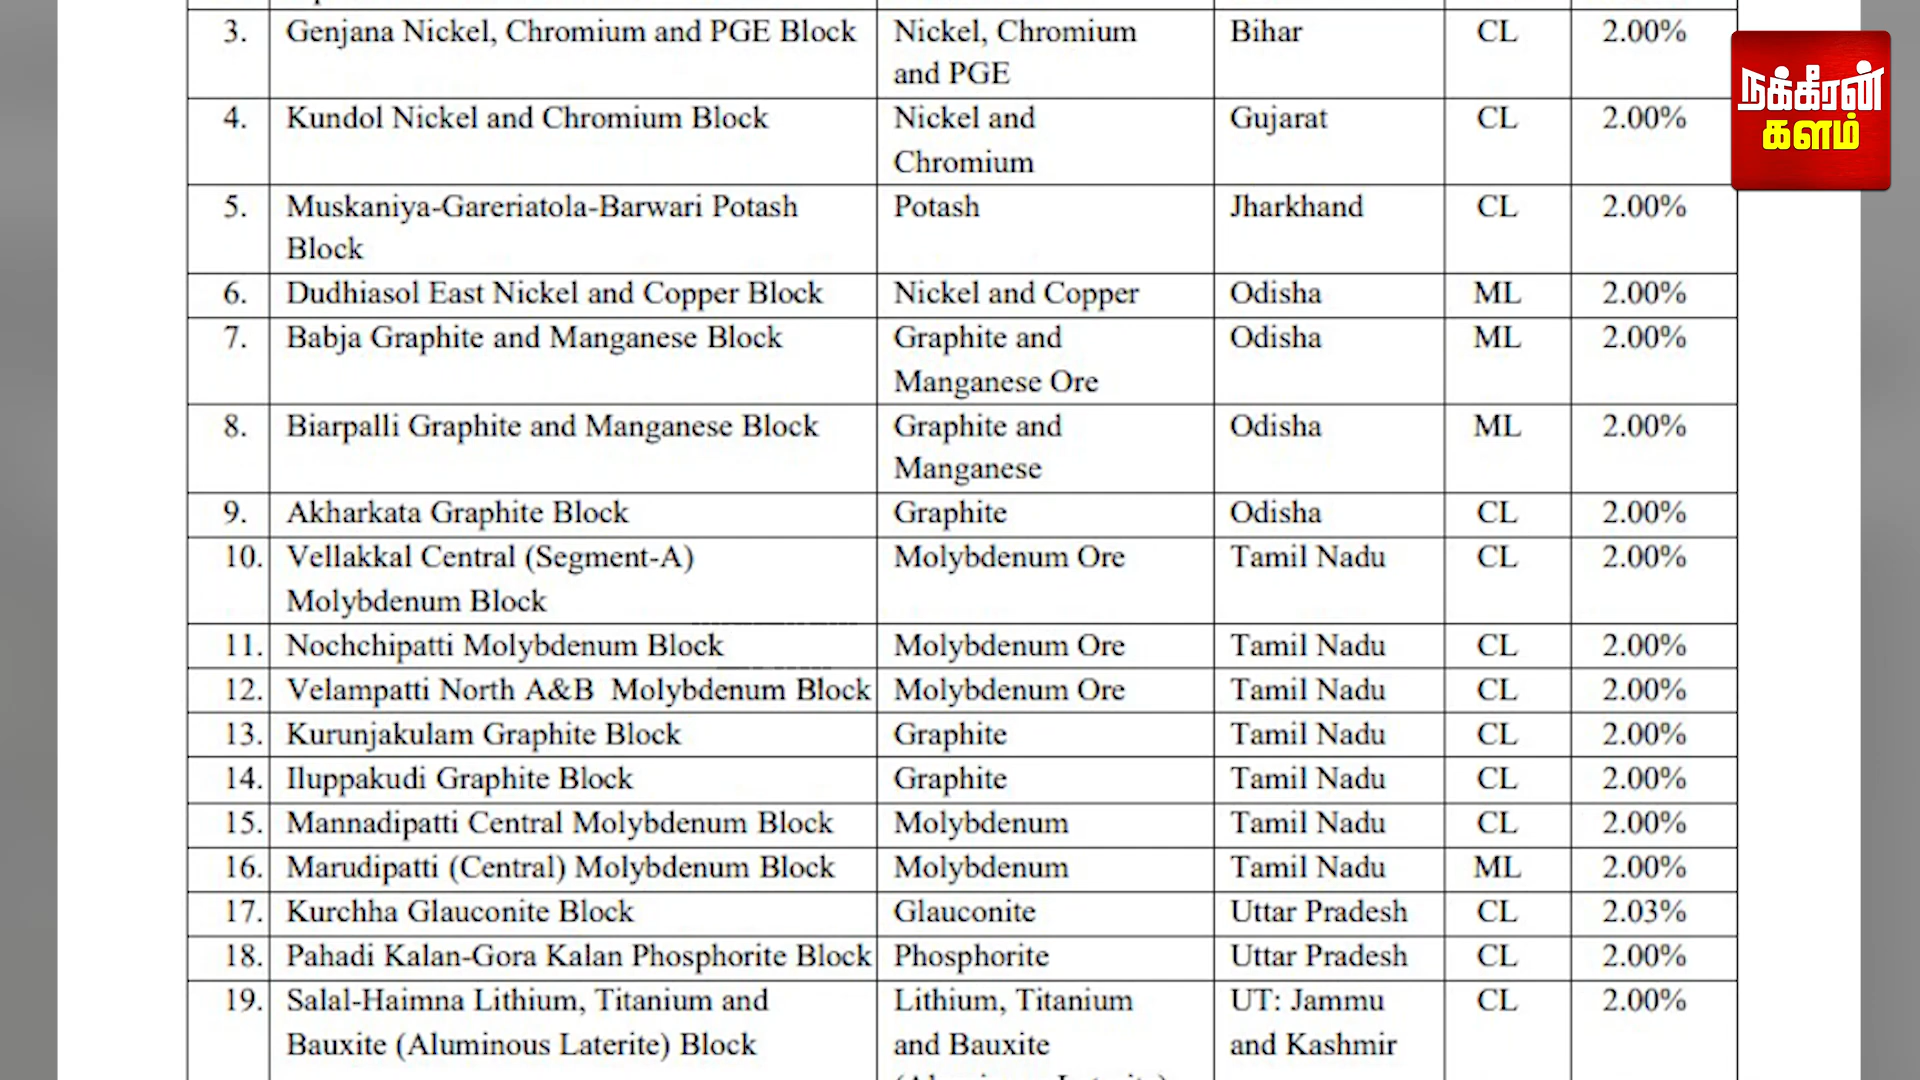 3. Genjana Nickel, Chromium and PGE Block Nickel, Chromium Bihar CL 2.00%
and PGE
4. Kundol Nickel and Chromium Block Nickel and Gujarat CL 2.00%
Chromium
5. Muskaniya-Gareriatola-Barwari Potash Potash Jharkhand CL 2.00%
Block
6. Dudhiasol East Nickel and Copper Block Nickel and Copper Odisha ML 2.00%
7. Babja Graphite and Manganese Block Graphite and Odisha ML 2.00%
Manganese Ore
8. Biarpalli Graphite and Manganese Block Graphite and Odisha ML 2.00%
Manganese
9. Akharkata Graphite Block Graphite Odisha CL 2.00%
10. Vellakkal Central (Segment-A) Molybdenum Ore Tamil Nadu CL 2.00%
Molybdenum Block
11. Nochchipatti Molybdenum Block Molybdenum Ore Tamil Nadu CL 2.00%
12. Velampatti North A&B Molybdenum Block Molybdenum Ore Tamil Nadu CL 2.00%
13. Kurunjakulam Graphite Block Graphite Tamil Nadu CL 2.00%
14. Iluppakudi Graphite Block Graphite Tamil Nadu CL 2.00%
15. Mannadipatti Central Molybdenum Block Molybdenum Tamil Nadu CL 2.00%
16. Marudipatti (Central) Molybdenum Block Molybdenum Tamil Nadu ML 2.00%
17. Kurchha Glauconite Block Glauconite Uttar Pradesh CL 2.03%
18. Pahadi Kalan-Gora Kalan Phosphorite Block Phosphorite Uttar Pradesh CL 2.00%
19. Salal-Haimna Lithium, Titanium and Lithium, Titanium UT: Jammu CL 2.00%
Bauxite (Aluminous Laterite) Block and Bauxite and Kashmir
நக்கீரன்
களம்